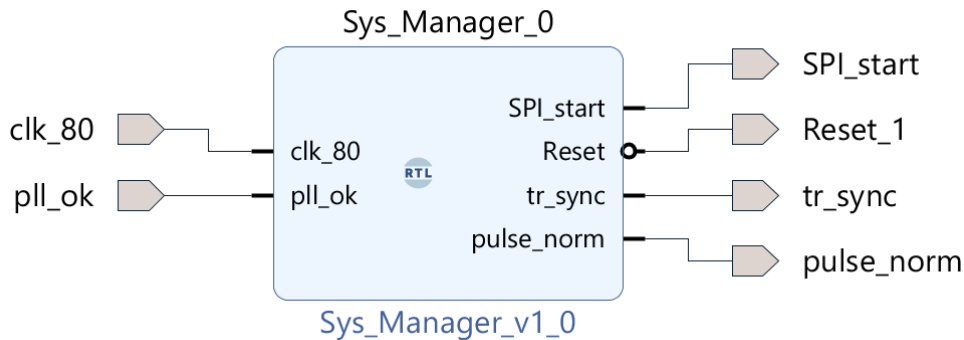 Sys_Manager_0
SPI_start
clk_80
SPI_start
Reset_1
clk_80
Reset
RTL
pll_ok
pll_ok
tr_sync
tr_sync
pulse_norm
pulse_norm
Sys_Manager_v1_0